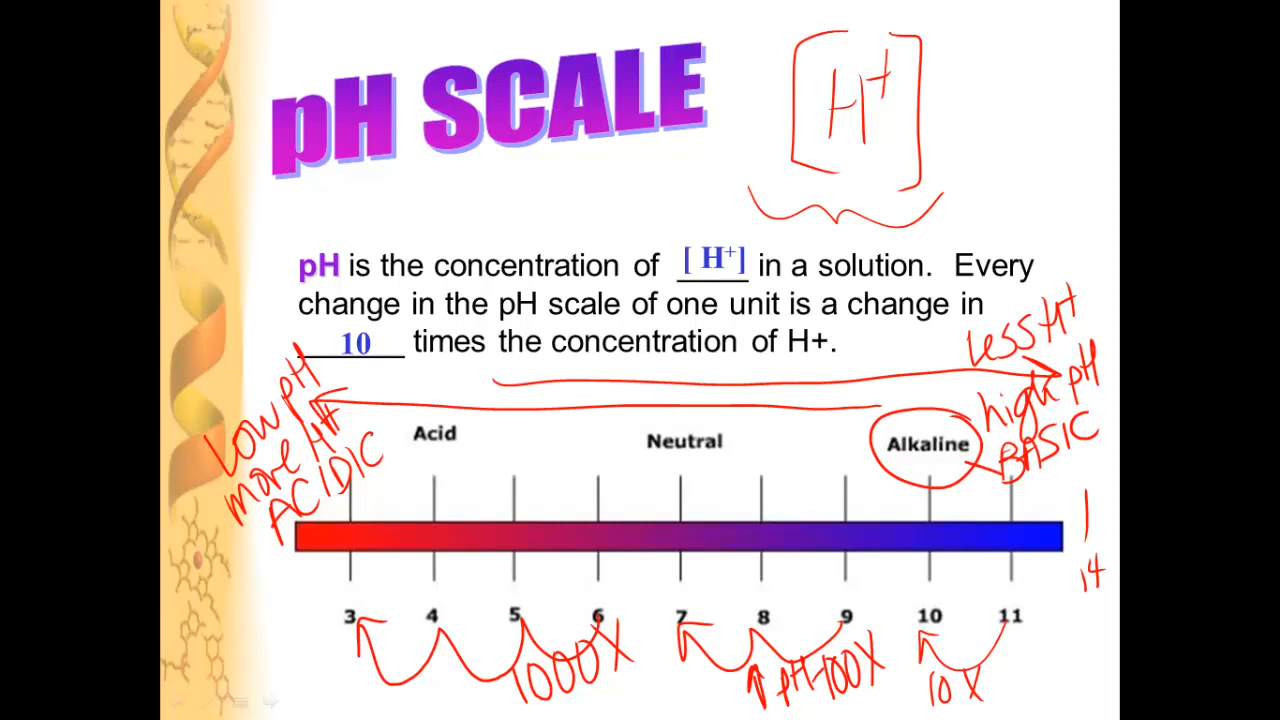 pH SCALE
[H+]
pH is the concentration of [ H+] in a solution. Every
change in the pH scale of one unit is a change in
10 times the concentration of H+.
less H+
high pH
BASIC
low pH
more H+
ACIDIC
Acid Neutral Alkaline
14
3 4 5 6 7 8 9 10 11
1000X
↑ pH-100X
10X